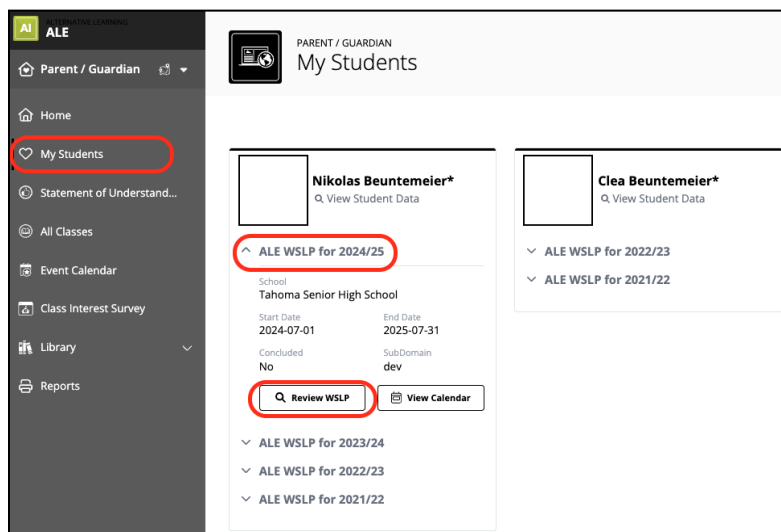 AI
ALTERNATIVE LEARNING
ALE
Parent / Guardian
Home
My Students
Statement of Understand...
All Classes
Event Calendar
Class Interest Survey
Library
Reports
PARENT / GUARDIAN
My Students
Nikolas Beuntemeier*
View Student Data
ALE WSLP for 2024/25
School
Tahoma Senior High School
Start Date End Date
2024-07-01 2025-07-31
Concluded SubDomain
No dev
Review WSLP View Calendar
ALE WSLP for 2023/24
ALE WSLP for 2022/23
ALE WSLP for 2021/22
Clea Beuntemeier*
View Student Data
ALE WSLP for 2022/23
ALE WSLP for 2021/22